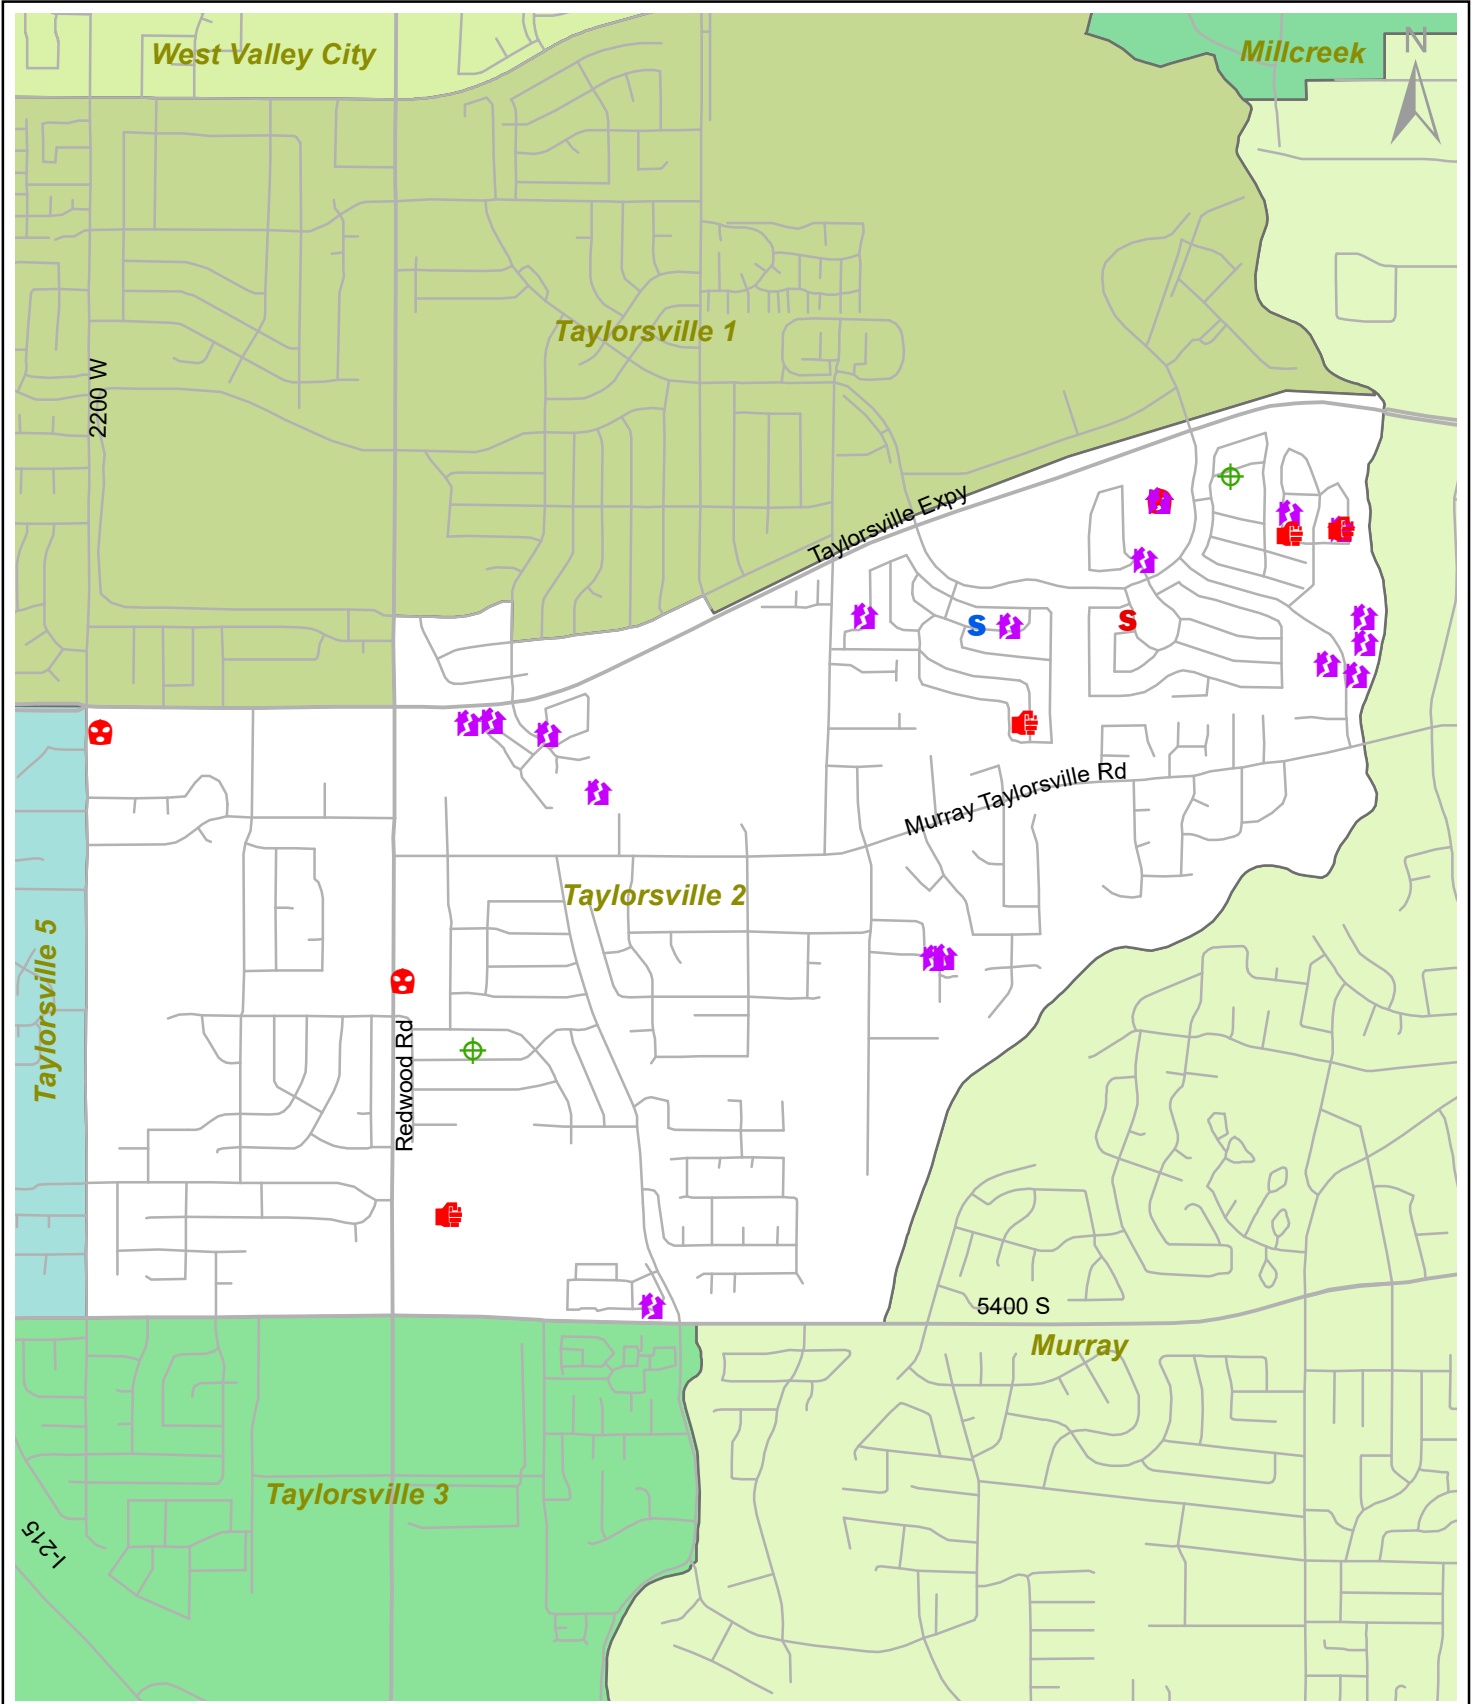 West Valley City
Millcreek
N
Taylorsville 1
2200 W
Taylorsville Expy
S
S
Murray Taylorsville Rd
Taylorsville 2
Taylorsville 5
Redwood Rd
5400 S
Murray
Taylorsville 3
I-215